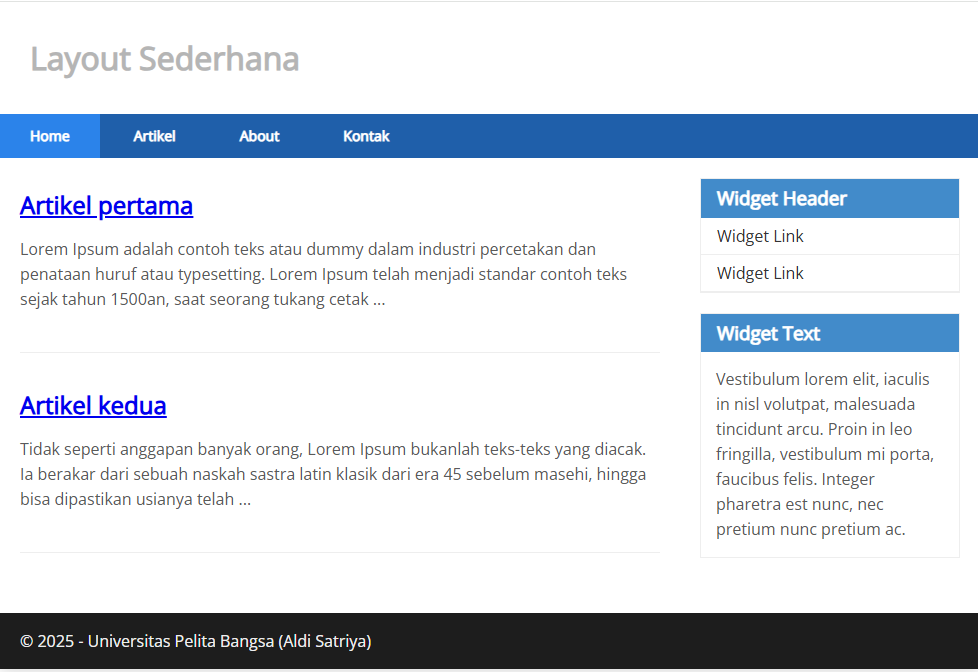 Layout Sederhana
Home Artikel About Kontak
Artikel pertama
Lorem Ipsum adalah contoh teks atau dummy dalam industri percetakan dan
penataan huruf atau typesetting. Lorem Ipsum telah menjadi standar contoh teks
sejak tahun 1500an, saat seorang tukang cetak ...
Artikel kedua
Tidak seperti anggapan banyak orang, Lorem Ipsum bukanlah teks-teks yang diacak.
Ia berakar dari sebuah naskah sastra latin klasik dari era 45 sebelum masehi, hingga
bisa dipastikan usianya telah ...
Widget Header
Widget Link
Widget Link
Widget Text
Vestibulum lorem elit, iaculis
in nisl volutpat, malesuada
tincidunt arcu. Proin in leo
fringilla, vestibulum mi porta,
faucibus felis. Integer
pharetra est nunc, nec
pretium nunc pretium ac.
© 2025 - Universitas Pelita Bangsa (Aldi Satriya)